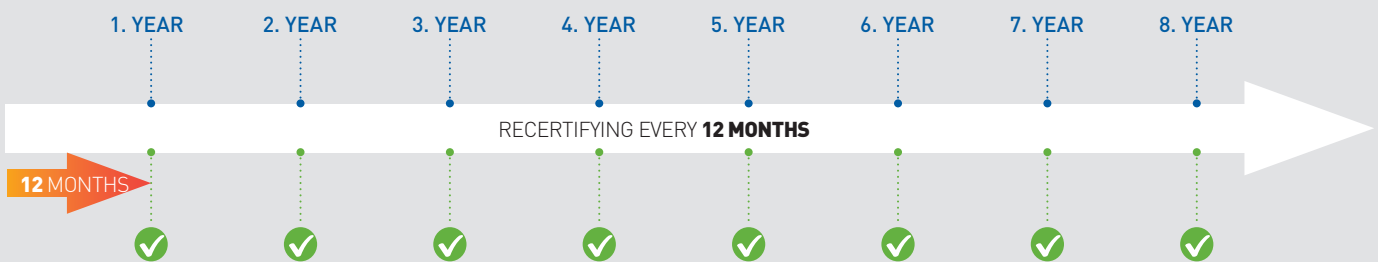 1. YEAR 2. YEAR 3. YEAR 4. YEAR 5. YEAR 6. YEAR 7. YEAR 8. YEAR
RECERTIFYING EVERY 12 MONTHS
12 MONTHS